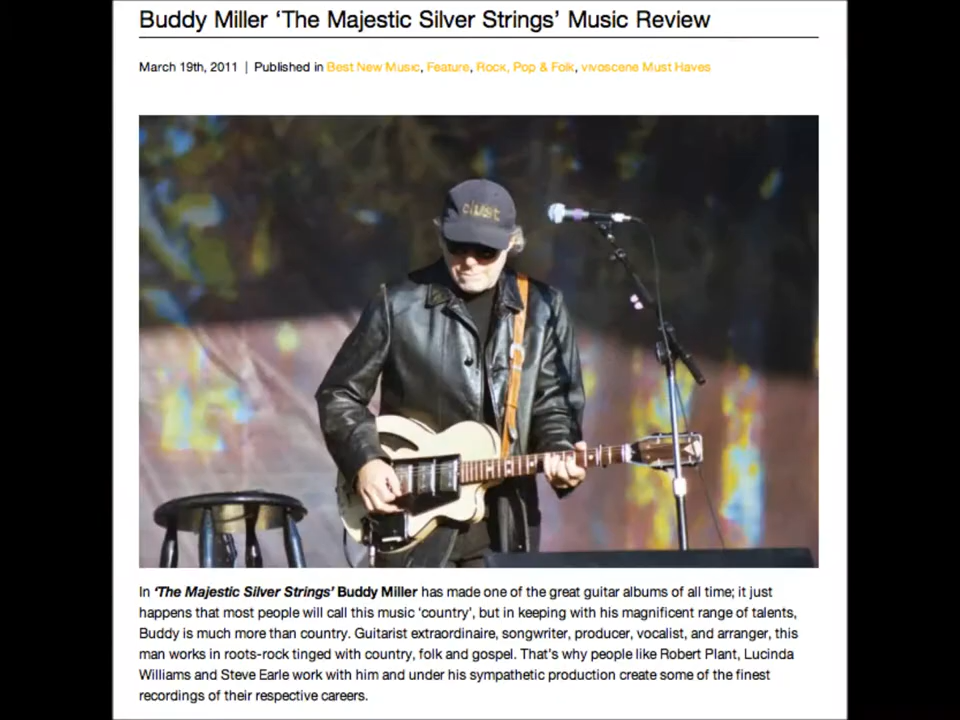 Buddy Miller ‘The Majestic Silver Strings’ Music Review
March 19th, 2011 | Published in Best New Music, Feature, Rock, Pop & Folk, vivoscene Must Haves
In ‘The Majestic Silver Strings’ Buddy Miller has made one of the great guitar albums of all time; it just
happens that most people will call this music ‘country’, but in keeping with his magnificent range of talents,
Buddy is much more than country. Guitarist extraordinaire, songwriter, producer, vocalist, and arranger, this
man works in roots-rock tinged with country, folk and gospel. That's why people like Robert Plant, Lucinda
Williams and Steve Earle work with him and under his sympathetic production create some of the finest
recordings of their respective careers.